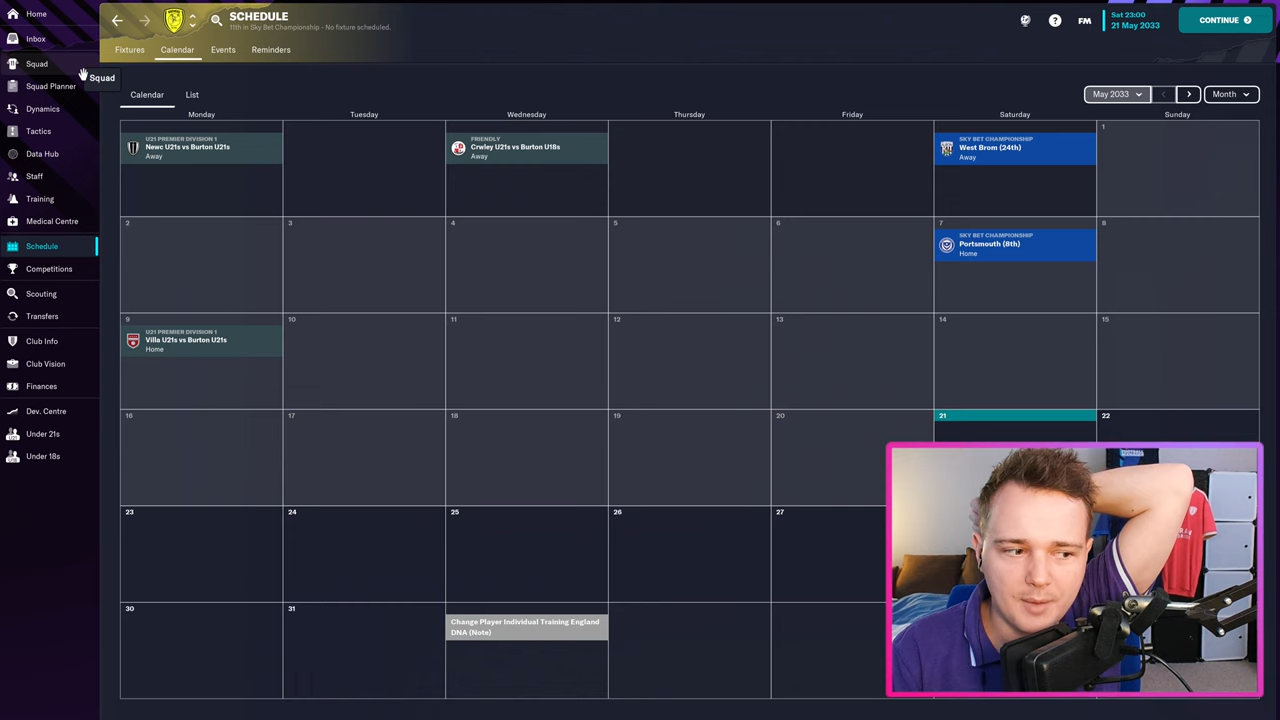 Home
Inbox
Squad
Squad Planner
Dynamics
Tactics
Data Hub
Staff
Training
Medical Centre
Schedule
Competitions
Scouting
Transfers
Club Info
Club Vision
Finances
Dev. Centre
Under 21s
Under 18s
Squad
SCHEDULE
11th in Sky Bet Championship - No fixture scheduled.
FM
Sat 23:00
21 May 2033
CONTINUE
Fixtures
Calendar
Events
Reminders
Calendar
List
May 2033
Month
Monday
Tuesday
Wednesday
Thursday
Friday
Saturday
Sunday
U21 PREMIER DIVISION 1
Newc U21s vs Burton U21s
Away
FRIENDLY
Crwley U21s vs Burton U18s
Away
SKY BET CHAMPIONSHIP
West Brom (24th)
Away
1
2
3
4
5
6
7
SKY BET CHAMPIONSHIP
Portsmouth (8th)
Home
8
9
U21 PREMIER DIVISION 1
Villa U21s vs Burton U21s
Home
10
11
12
13
14
15
16
17
18
19
20
21
22
23
24
25
26
27
30
31
Change Player Individual Training England
DNA (Note)